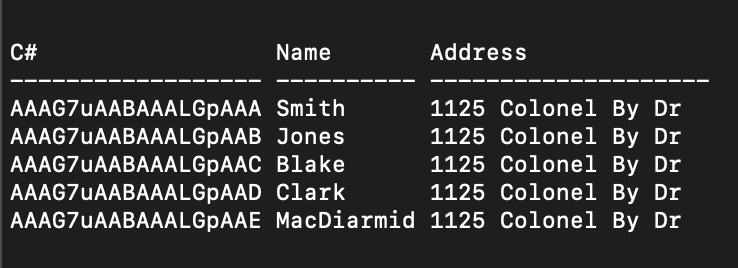 C# Name Address
------------------ ---------- --------------------
AAAG7uAABAAALGpAAA Smith 1125 Colonel By Dr
AAAG7uAABAAALGpAAB Jones 1125 Colonel By Dr
AAAG7uAABAAALGpAAC Blake 1125 Colonel By Dr
AAAG7uAABAAALGpAAD Clark 1125 Colonel By Dr
AAAG7uAABAAALGpAAE MacDiarmid 1125 Colonel By Dr